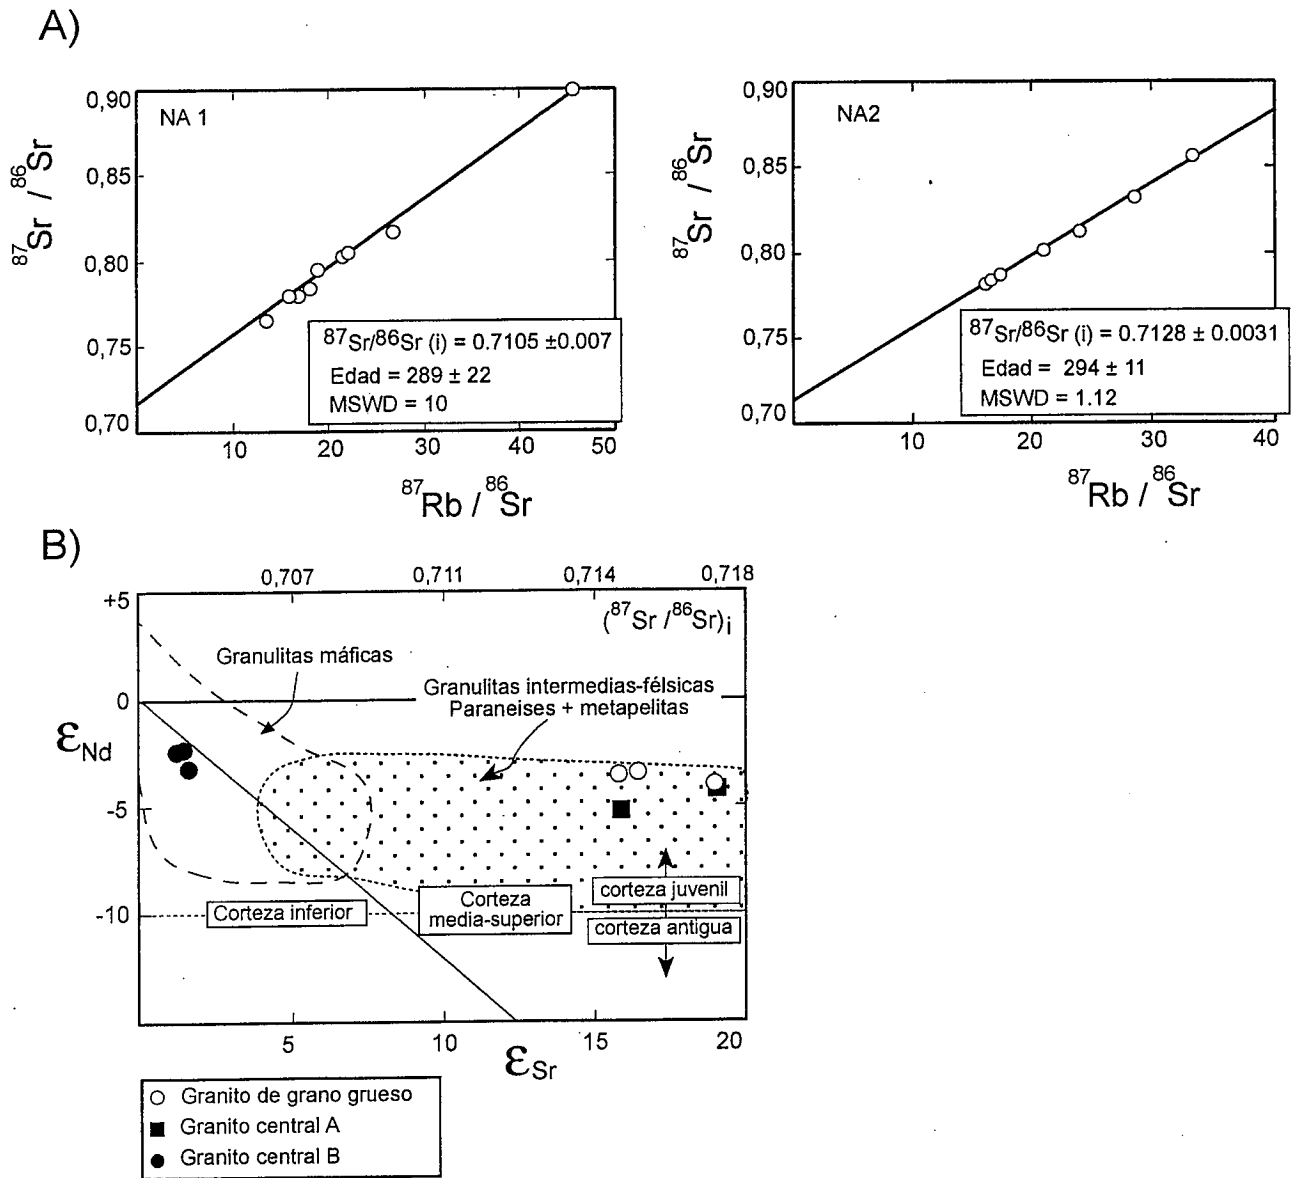 A)
NA 1
0,90
0,85
0,80
0,75
0,70
10 20 30 40 50
87Sr / 86Sr
87Rb / 86Sr
87Sr/86Sr (i) = 0.7105 ±0.007
Edad = 289 ± 22
MSWD = 10
NA2
0,90
0,85
0,80
0,75
0,70
10 20 30 40
87Sr / 86Sr
87Rb / 86Sr
87Sr/86Sr (i) = 0.7128 ± 0.0031
Edad = 294 ± 11
MSWD = 1.12
B)
0,707 0,711 0,714 0,718
(87Sr /86Sr)i
+5
0
-5
-10
εNd
Granulitas máficas
Granulitas intermedias-félsicas
Paraneises + metapelitas
Corteza inferior
Corteza
media-superior
corteza juvenil
corteza antigua
5 10 15 20
εSr
Granito de grano grueso
Granito central A
Granito central B